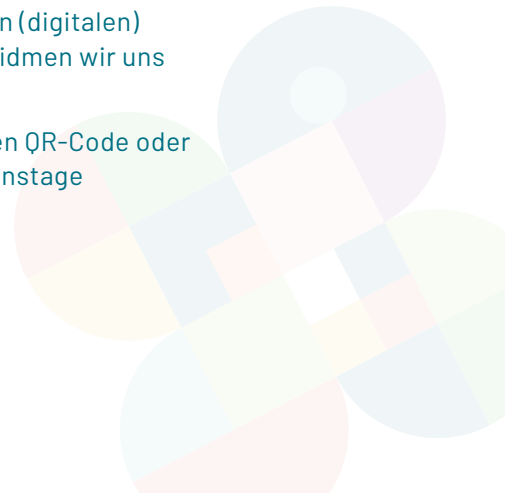 n (digitalen)
idmen wir uns
en QR-Code oder
nstage